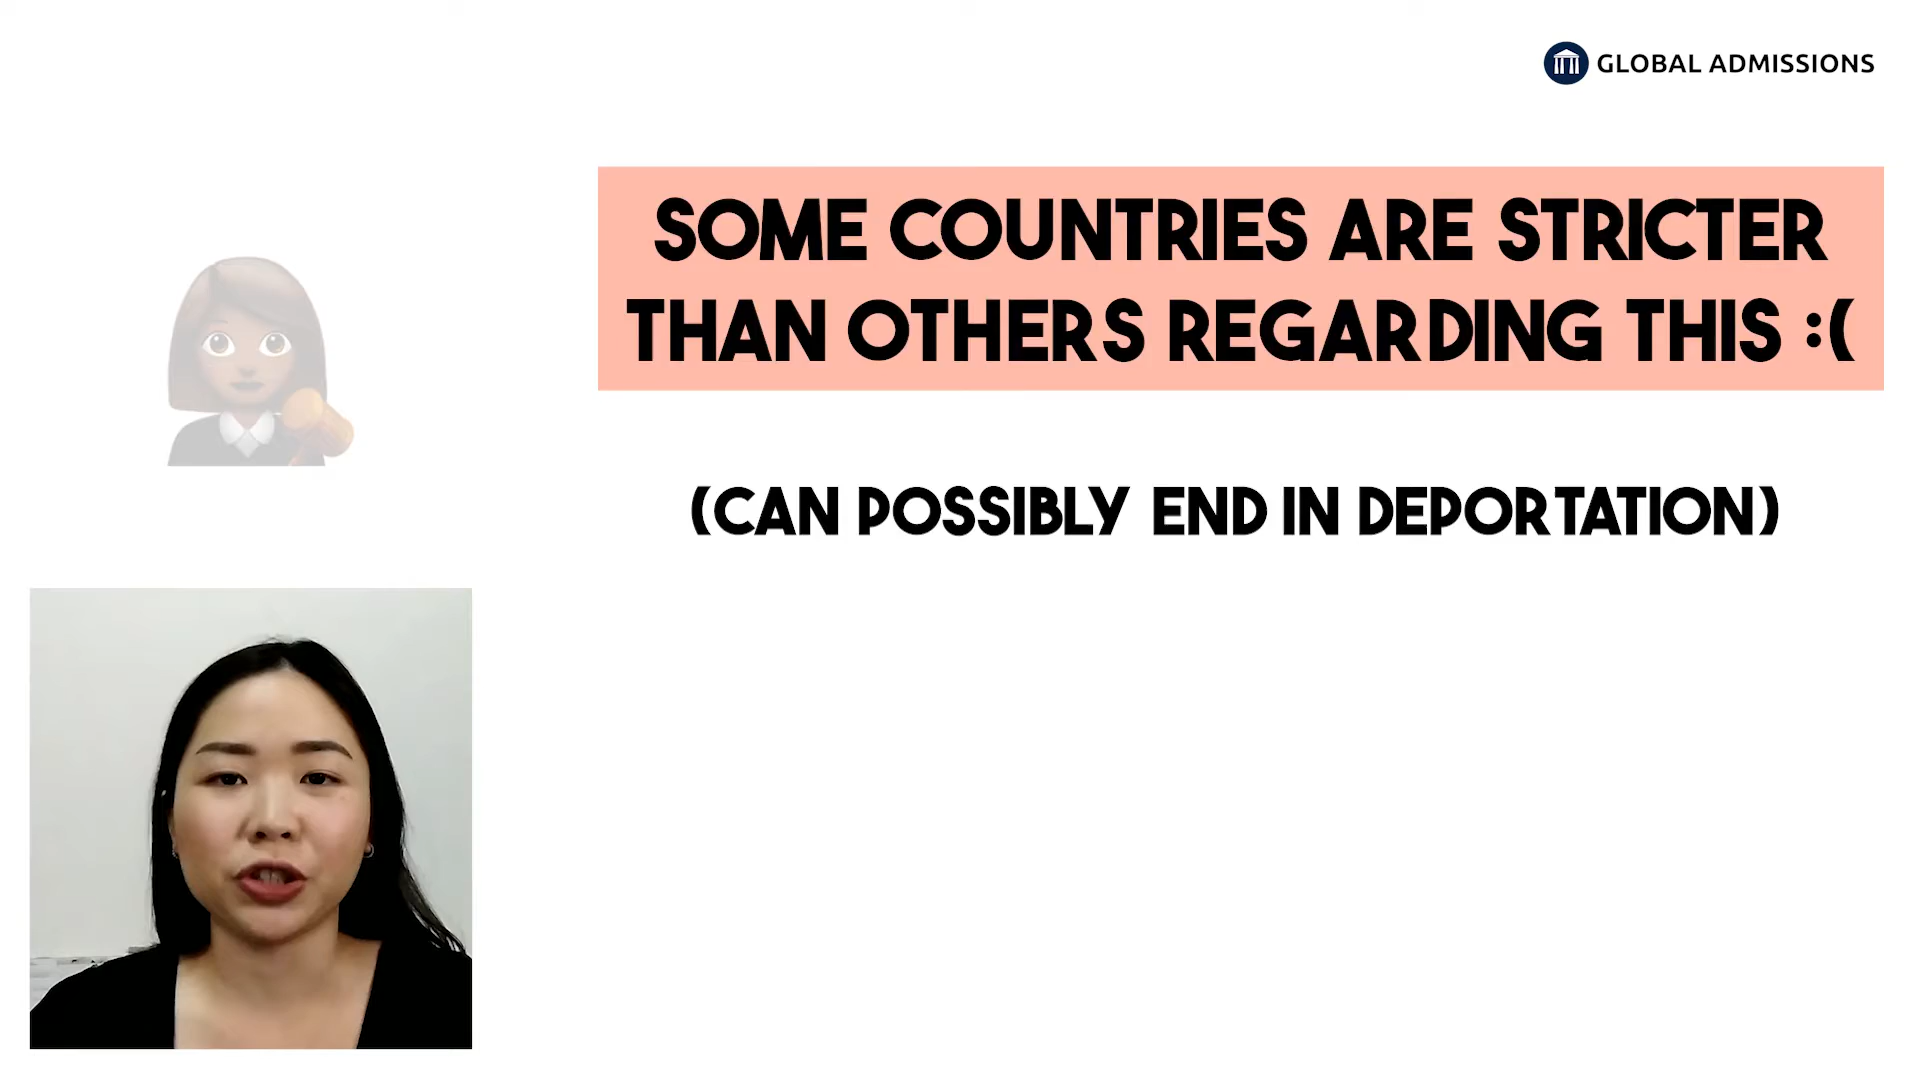 GLOBAL ADMISSIONS
SOME COUNTRIES ARE STRICTER
THAN OTHERS REGARDING THIS :(
(CAN POSSIBLY END IN DEPORTATION)